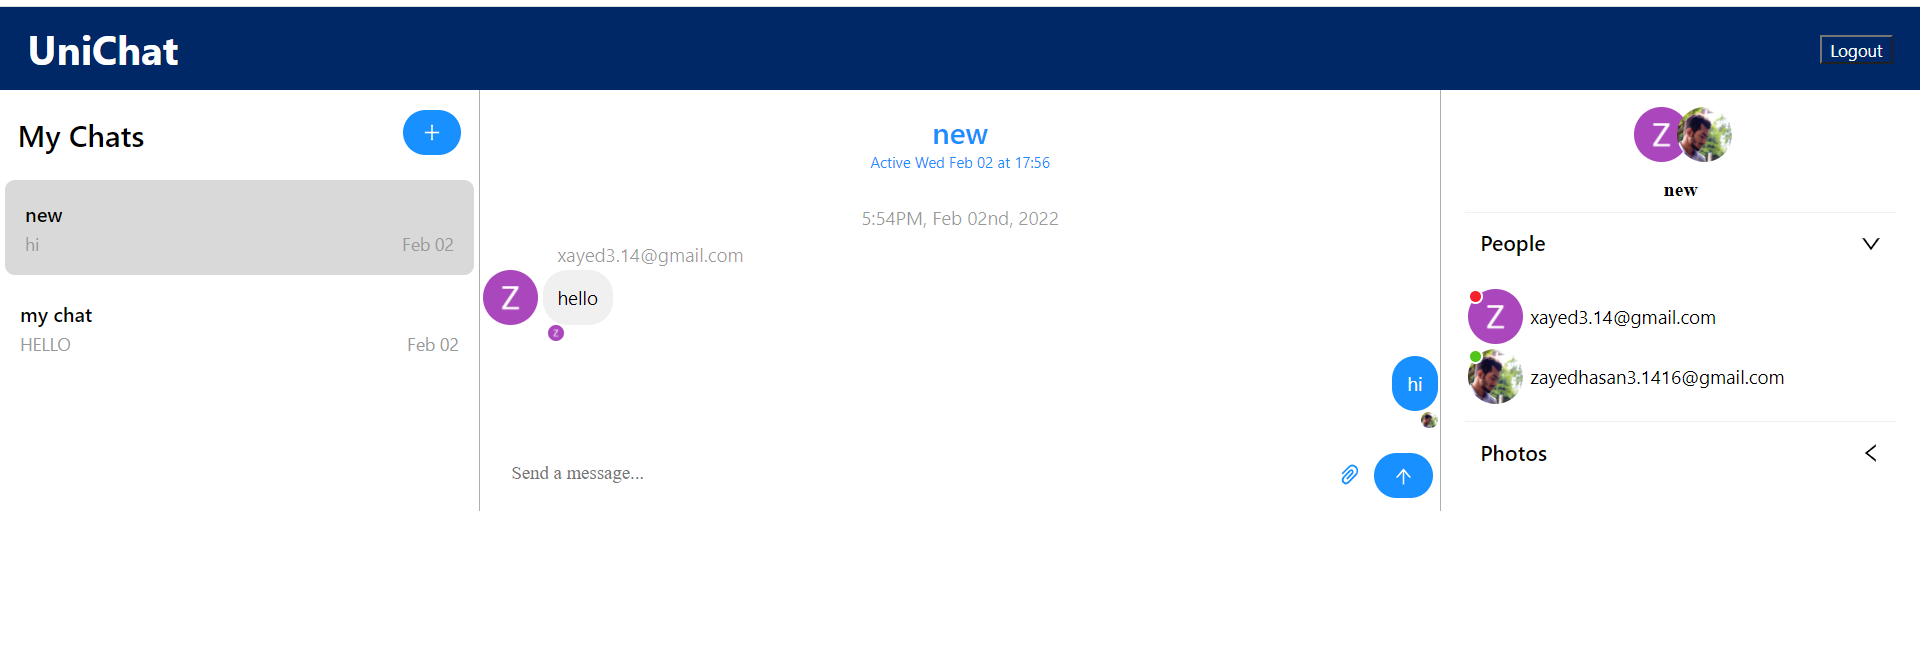 UniChat
Logout
My Chats
+
new
hi
Feb 02
my chat
HELLO
Feb 02
new
Active Wed Feb 02 at 17:56
5:54PM, Feb 02nd, 2022
xayed3.14@gmail.com
Z
hello
Z
hi
Send a message...
Z
new
People
Z
xayed3.14@gmail.com
zayedhasan3.1416@gmail.com
Photos